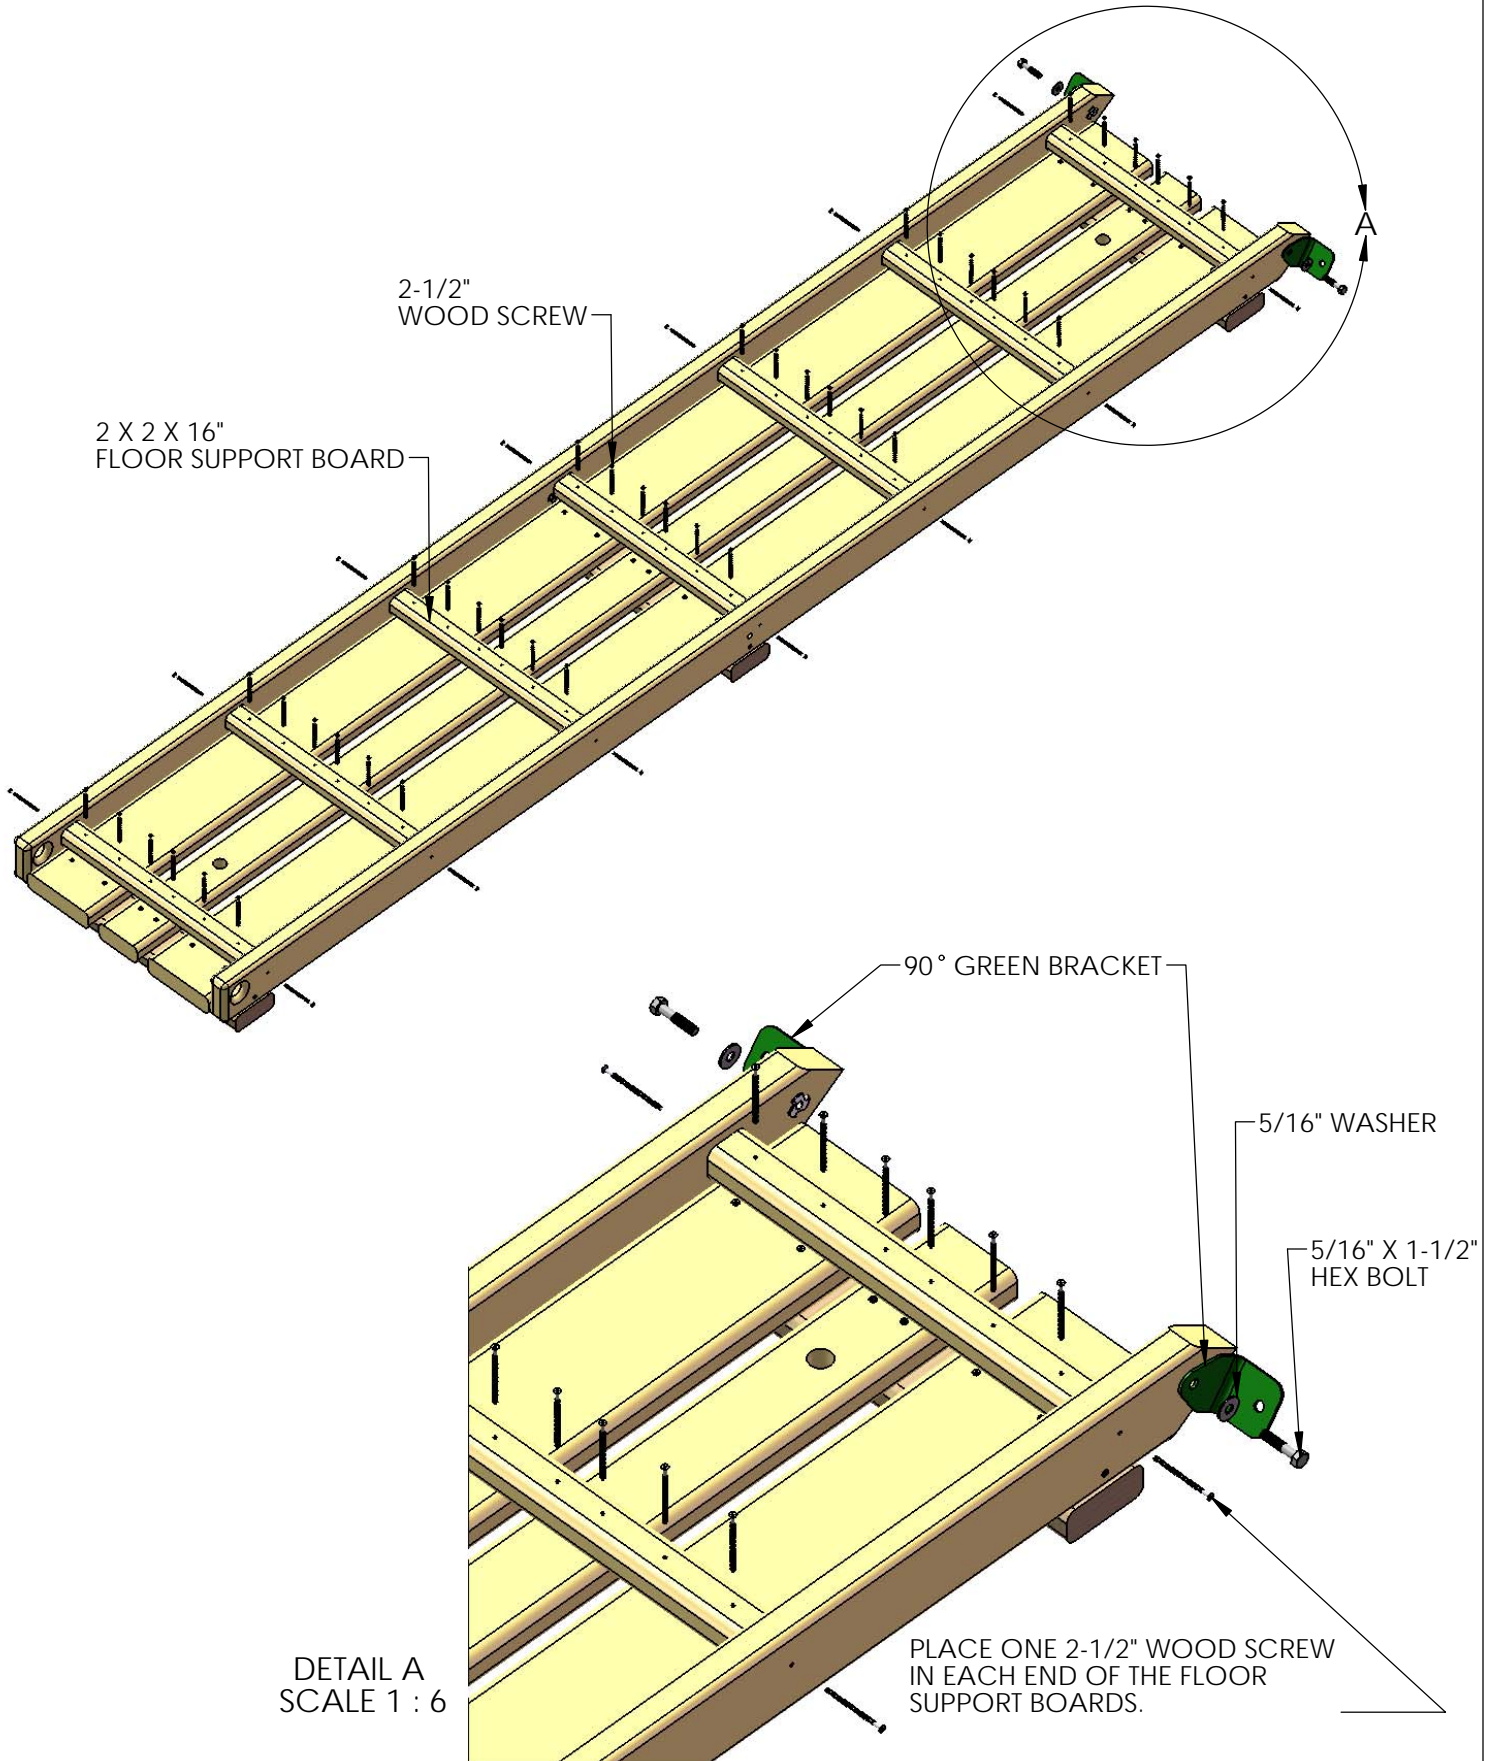 A
2-1/2"
WOOD SCREW
2 X 2 X 16"
FLOOR SUPPORT BOARD
90° GREEN BRACKET
5/16" WASHER
5/16" X 1-1/2"
HEX BOLT
PLACE ONE 2-1/2" WOOD SCREW
IN EACH END OF THE FLOOR
SUPPORT BOARDS.
DETAIL A
SCALE 1 : 6